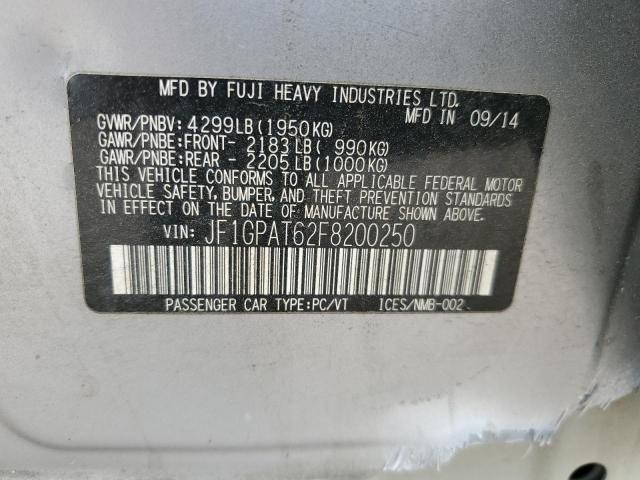 MFD BY FUJI HEAVY INDUSTRIES LTD.
MFD IN 09/14
GVWR/PNBV: 4299LB(1950KG)
GAWR/PNBE:FRONT- 2183LB( 990KG)
GAWR/PNBE:REAR - 2205LB(1000KG)
THIS VEHICLE CONFORMS TO ALL APPLICABLE FEDERAL MOTOR
VEHICLE SAFETY, BUMPER, AND THEFT PREVENTION STANDARDS
IN EFFECT ON THE DATE OF MANUFACTURE SHOWN ABOVE.
VIN: JF1GPAT62F8200250
PASSENGER CAR TYPE:PC/VT ICES/NMB-002